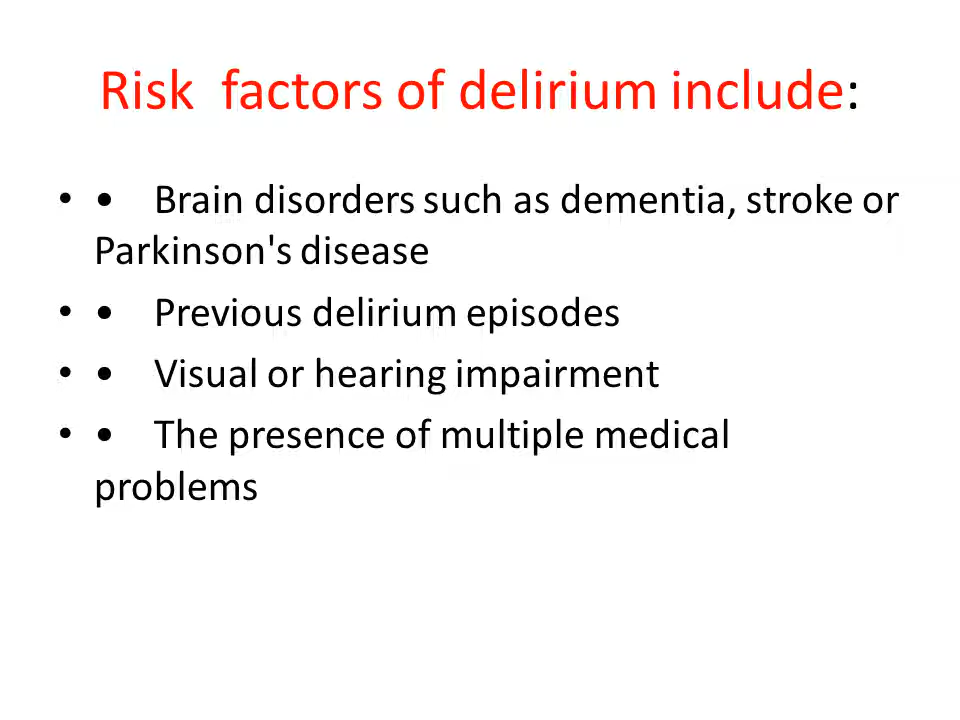 Risk  factors of delirium include:
• •    Brain disorders such as dementia, stroke or
Parkinson's disease
• •    Previous delirium episodes
• •    Visual or hearing impairment
• •    The presence of multiple medical
problems